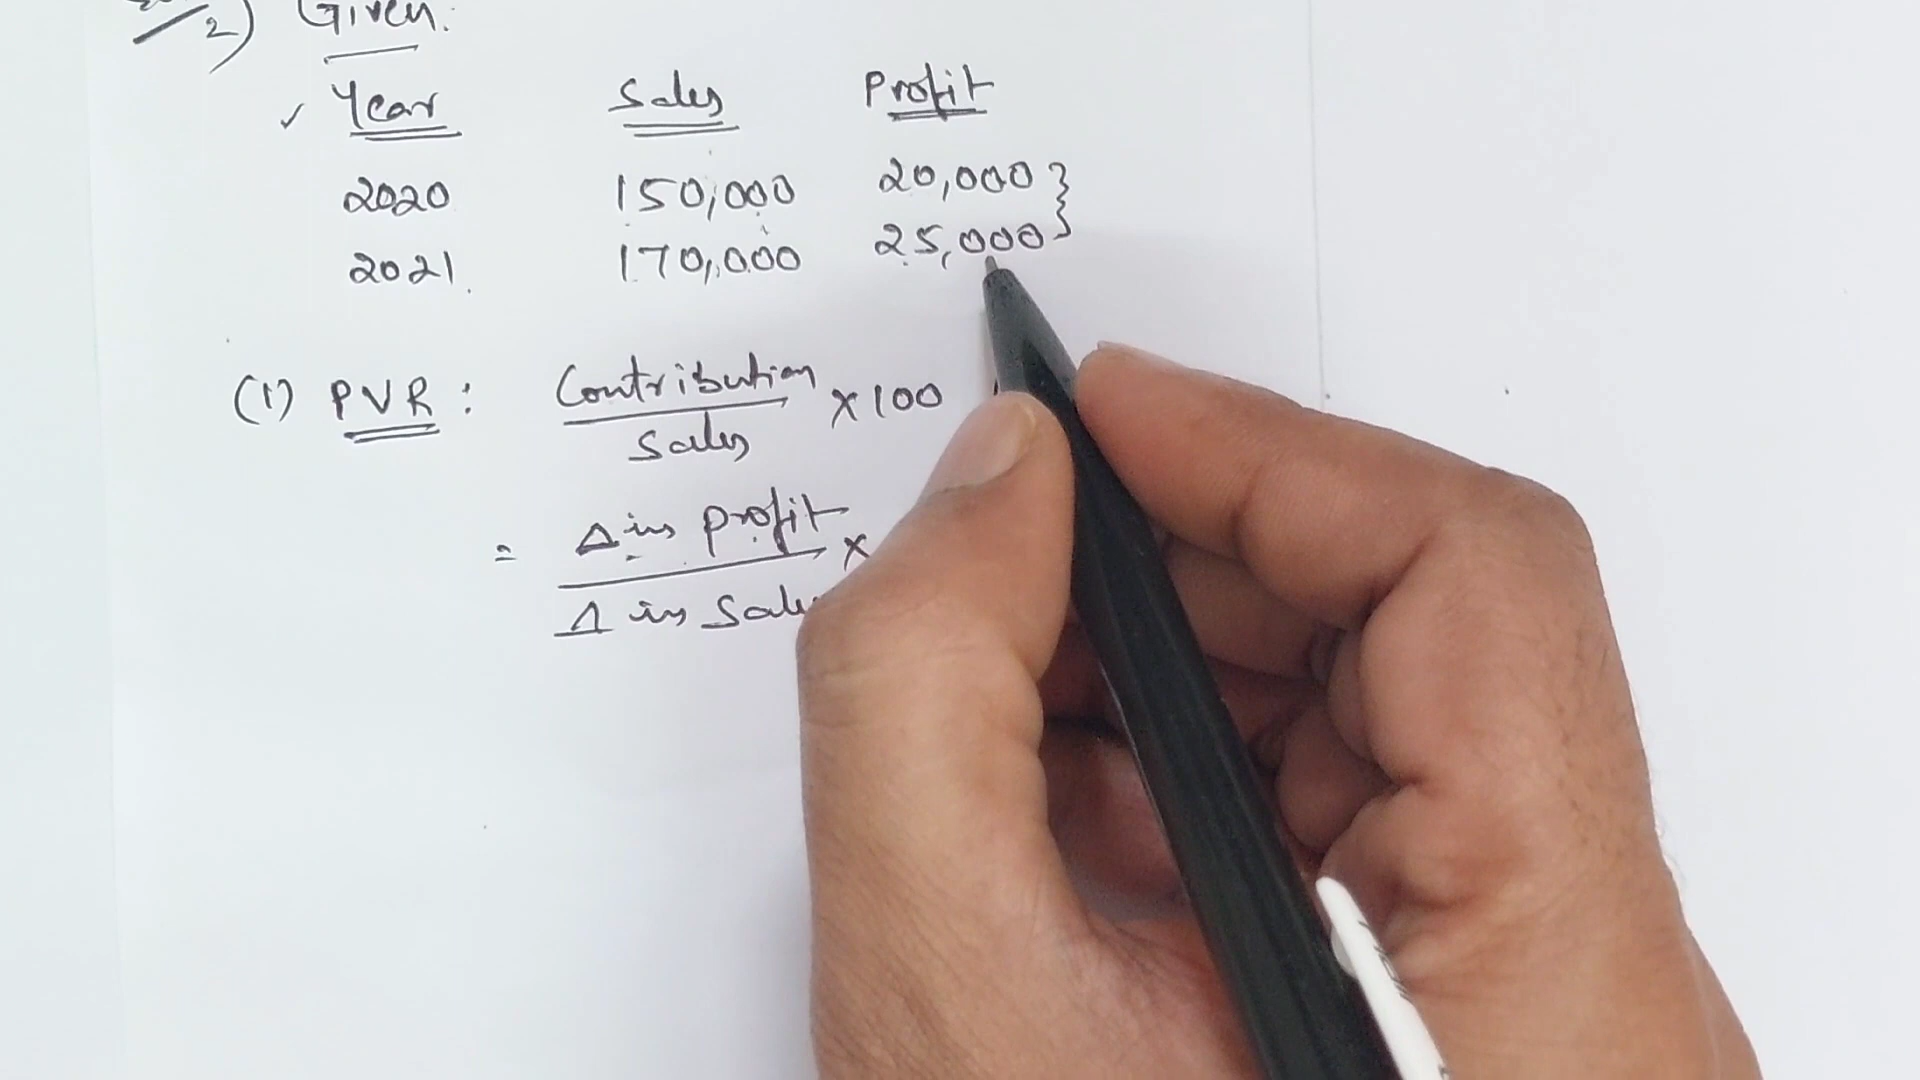 2) Given:
✓ Year Sales Profit
2020 150,000 20,000 }
2021. 170,000 25,000
(1) PVR : Contribution
Sales × 100
= Δ in profit
Δ in Sales ×